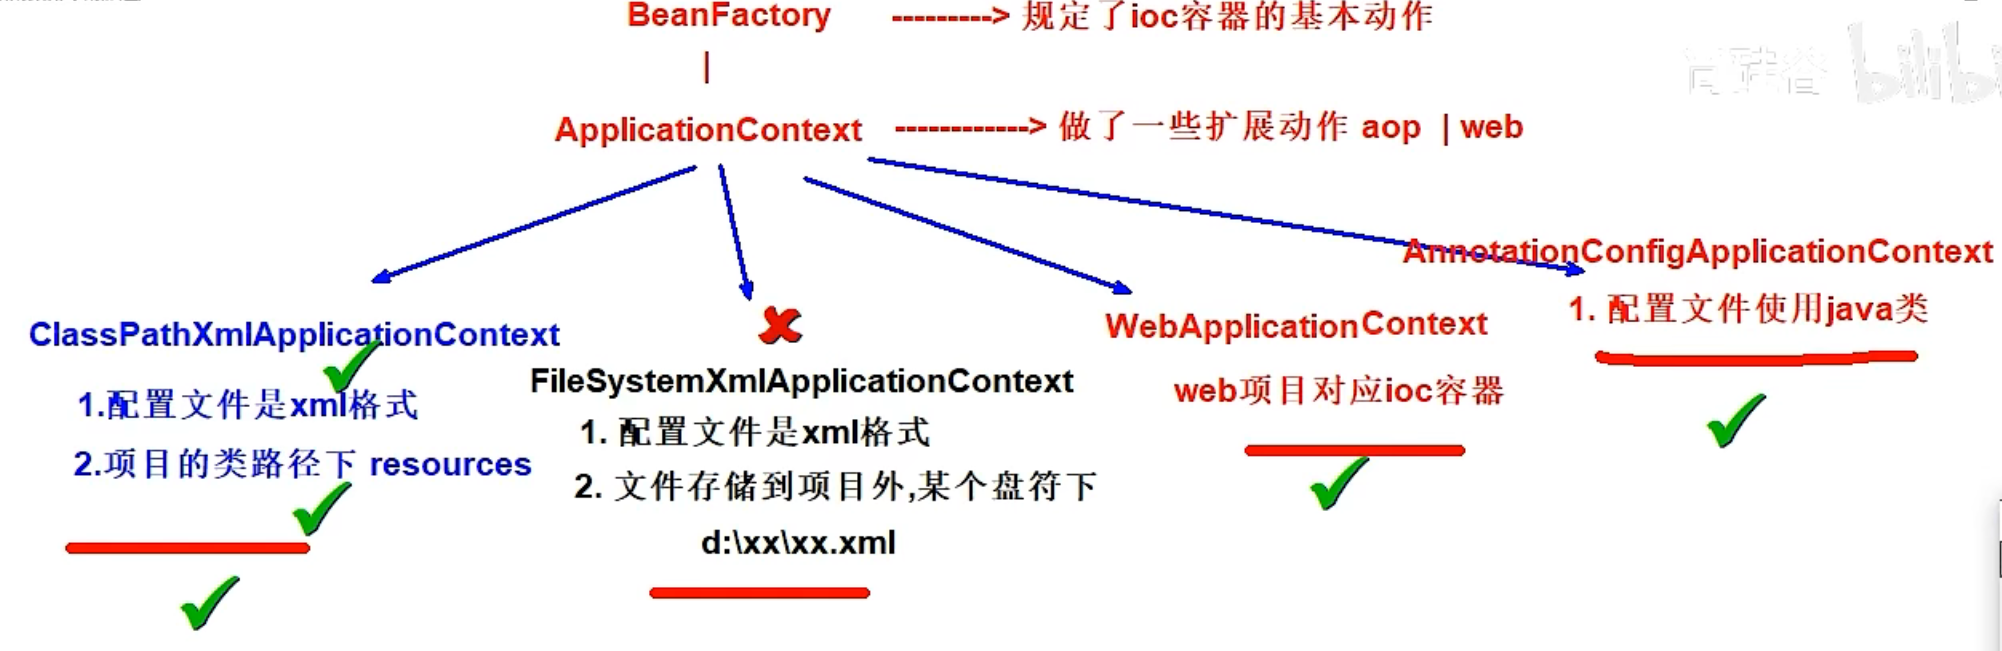 BeanFactory ---------> 规定了ioc容器的基本动作
|
ApplicationContext ------------> 做了一些扩展动作 aop | web
尚硅谷 bilibi
ClassPathXmlApplicationContext
1.配置文件是xml格式
2.项目的类路径下 resources
FileSystemXmlApplicationContext
1. 配置文件是xml格式
2. 文件存储到项目外,某个盘符下
d:\xx\xx.xml
WebApplicationContext
web项目对应ioc容器
AnnotationConfigApplicationContext
1. 配置文件使用java类